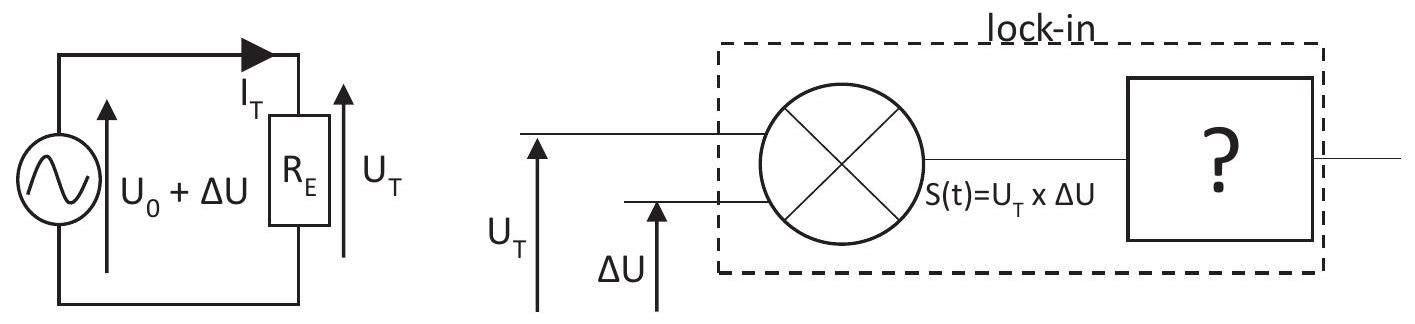 I_T
U_0 + ΔU
R_E
U_T
lock-in
U_T
ΔU
S(t)=U_T x ΔU
?